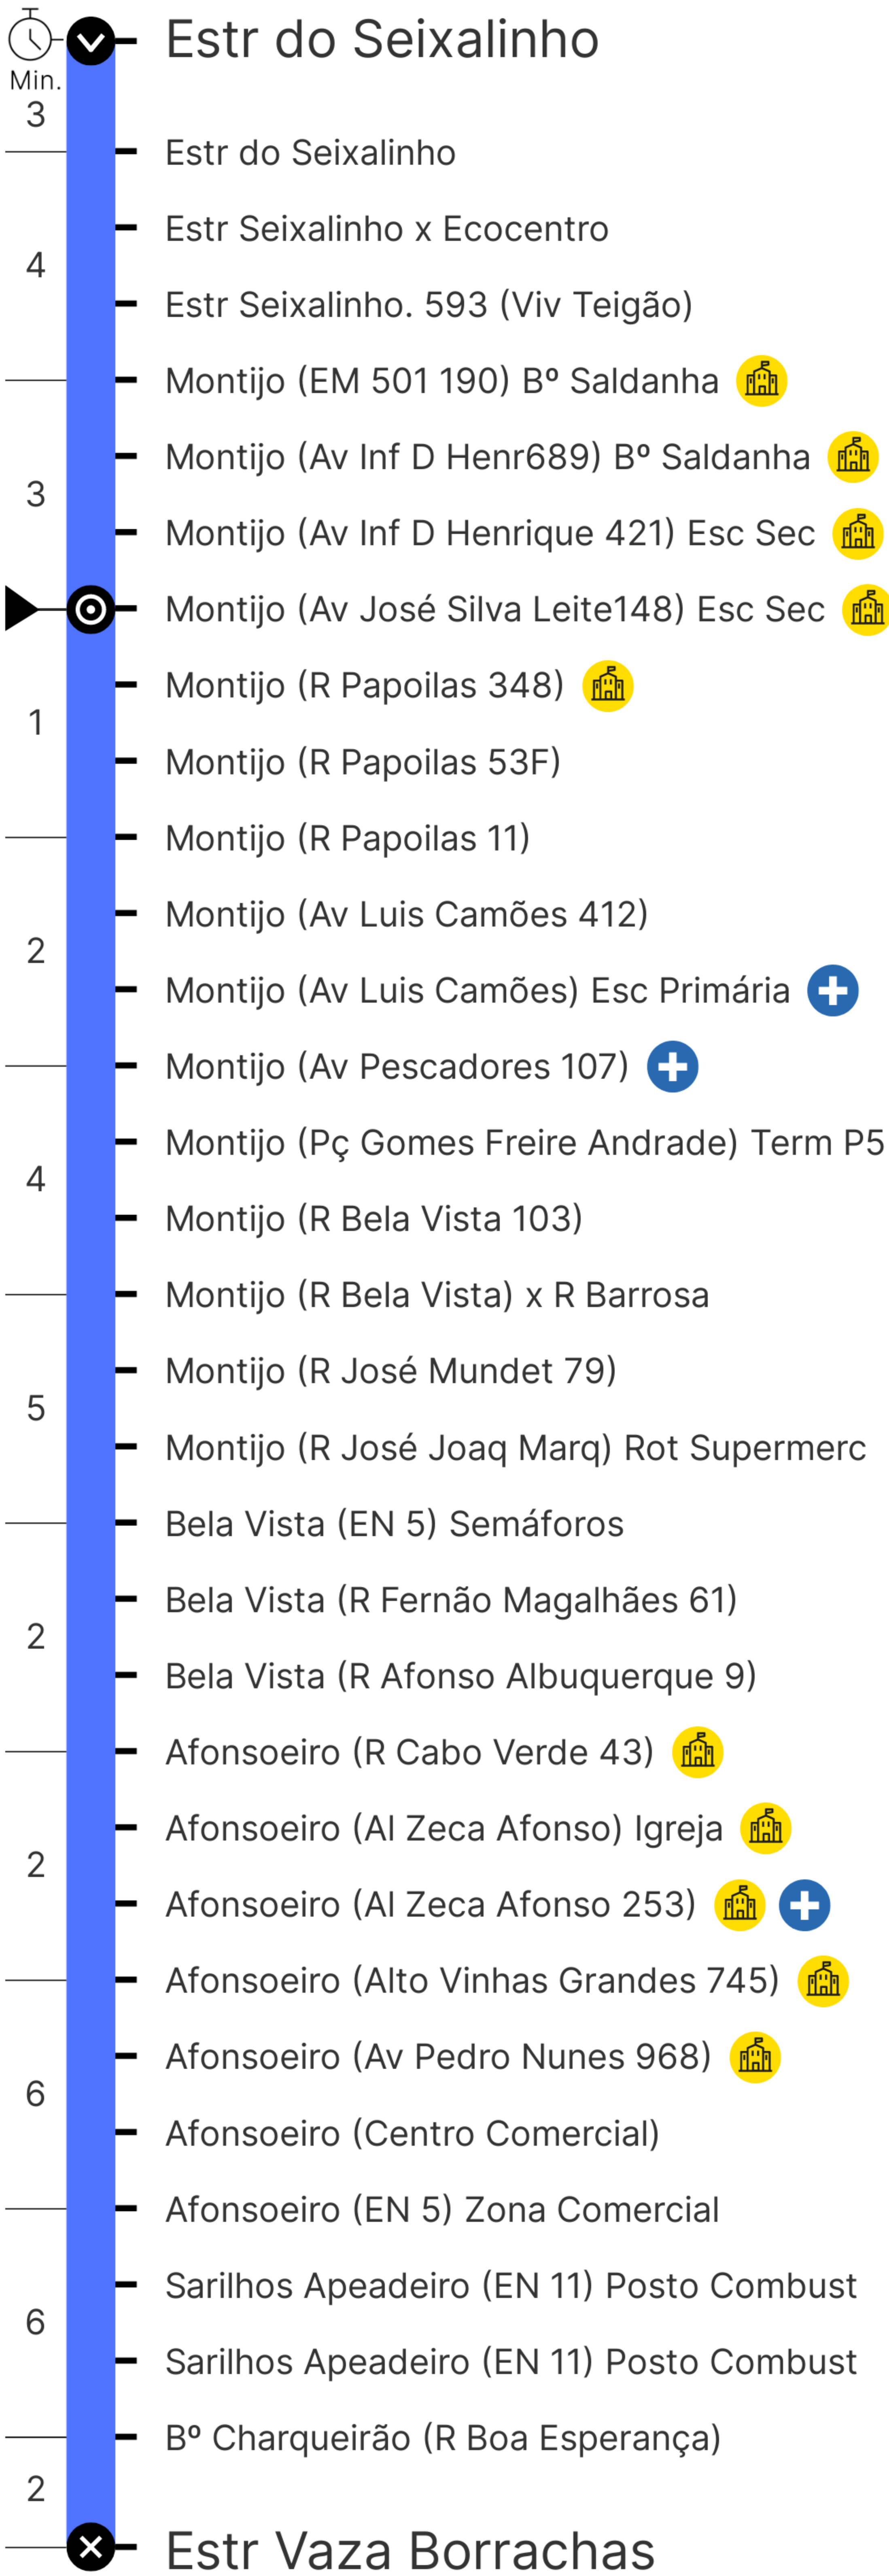 Estr do Seixalinho
Min.
3
Estr do Seixalinho
Estr Seixalinho x Ecocentro
4
Estr Seixalinho. 593 (Viv Teigão)
Montijo (EM 501 190) Bº Saldanha
Montijo (Av Inf D Henr689) Bº Saldanha
3
Montijo (Av Inf D Henrique 421) Esc Sec
Montijo (Av José Silva Leite148) Esc Sec
Montijo (R Papoilas 348)
1
Montijo (R Papoilas 53F)
Montijo (R Papoilas 11)
Montijo (Av Luis Camões 412)
2
Montijo (Av Luis Camões) Esc Primária
Montijo (Av Pescadores 107)
Montijo (Pç Gomes Freire Andrade) Term P5
4
Montijo (R Bela Vista 103)
Montijo (R Bela Vista) x R Barrosa
Montijo (R José Mundet 79)
5
Montijo (R José Joaq Marq) Rot Supermerc
Bela Vista (EN 5) Semáforos
Bela Vista (R Fernão Magalhães 61)
2
Bela Vista (R Afonso Albuquerque 9)
Afonsoeiro (R Cabo Verde 43)
Afonsoeiro (Al Zeca Afonso) Igreja
2
Afonsoeiro (Al Zeca Afonso 253)
Afonsoeiro (Alto Vinhas Grandes 745)
Afonsoeiro (Av Pedro Nunes 968)
6
Afonsoeiro (Centro Comercial)
Afonsoeiro (EN 5) Zona Comercial
Sarilhos Apeadeiro (EN 11) Posto Combust
6
Sarilhos Apeadeiro (EN 11) Posto Combust
Bº Charqueirão (R Boa Esperança)
2
Estr Vaza Borrachas